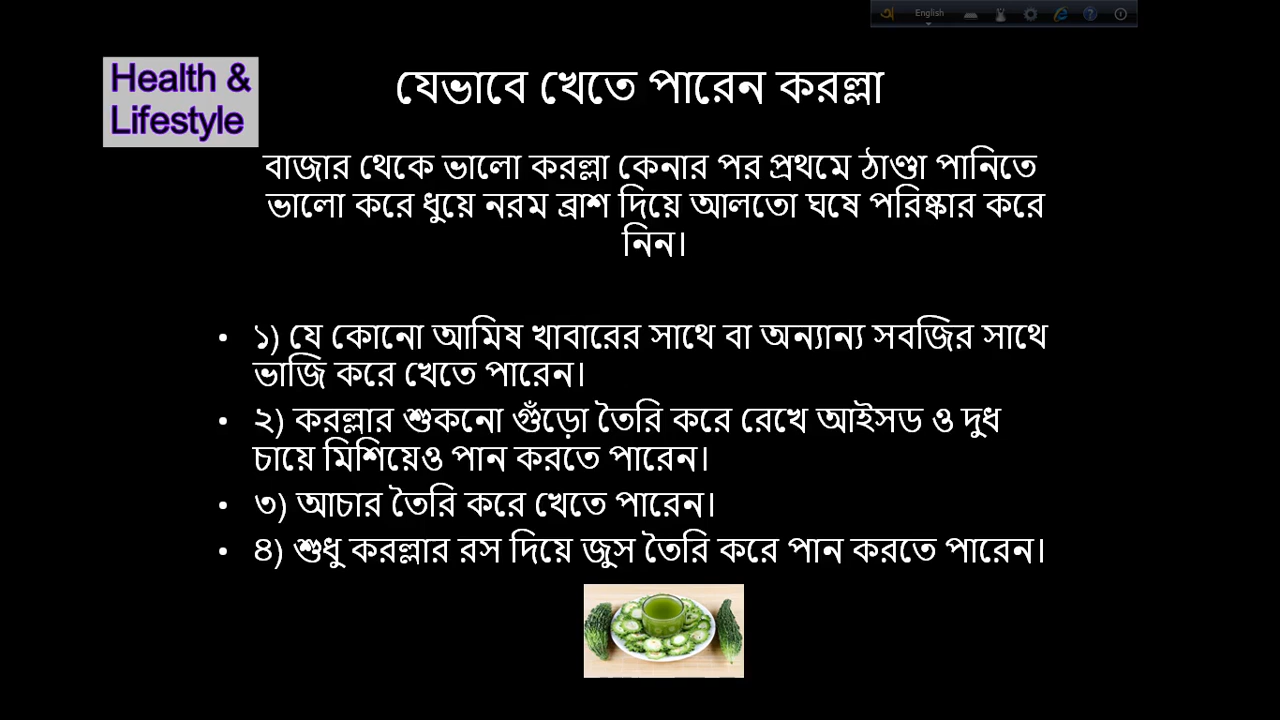 English
Health &
Lifestyle
যেভাবে খেতে পারেন করল্লা
বাজার থেকে ভালো করল্লা কেনার পর প্রথমে ঠাণ্ডা পানিতে
ভালো করে ধুয়ে নরম ব্রাশ দিয়ে আলতো ঘষে পরিষ্কার করে
নিন।
• ১) যে কোনো আমিষ খাবারের সাথে বা অন্যান্য সবজির সাথে
ভাজি করে খেতে পারেন।
• ২) করল্লার শুকনো গুঁড়ো তৈরি করে রেখে আইসড ও দুধ
চায়ে মিশিয়েও পান করতে পারেন।
• ৩) আচার তৈরি করে খেতে পারেন।
• ৪) শুধু করল্লার রস দিয়ে জুস তৈরি করে পান করতে পারেন।